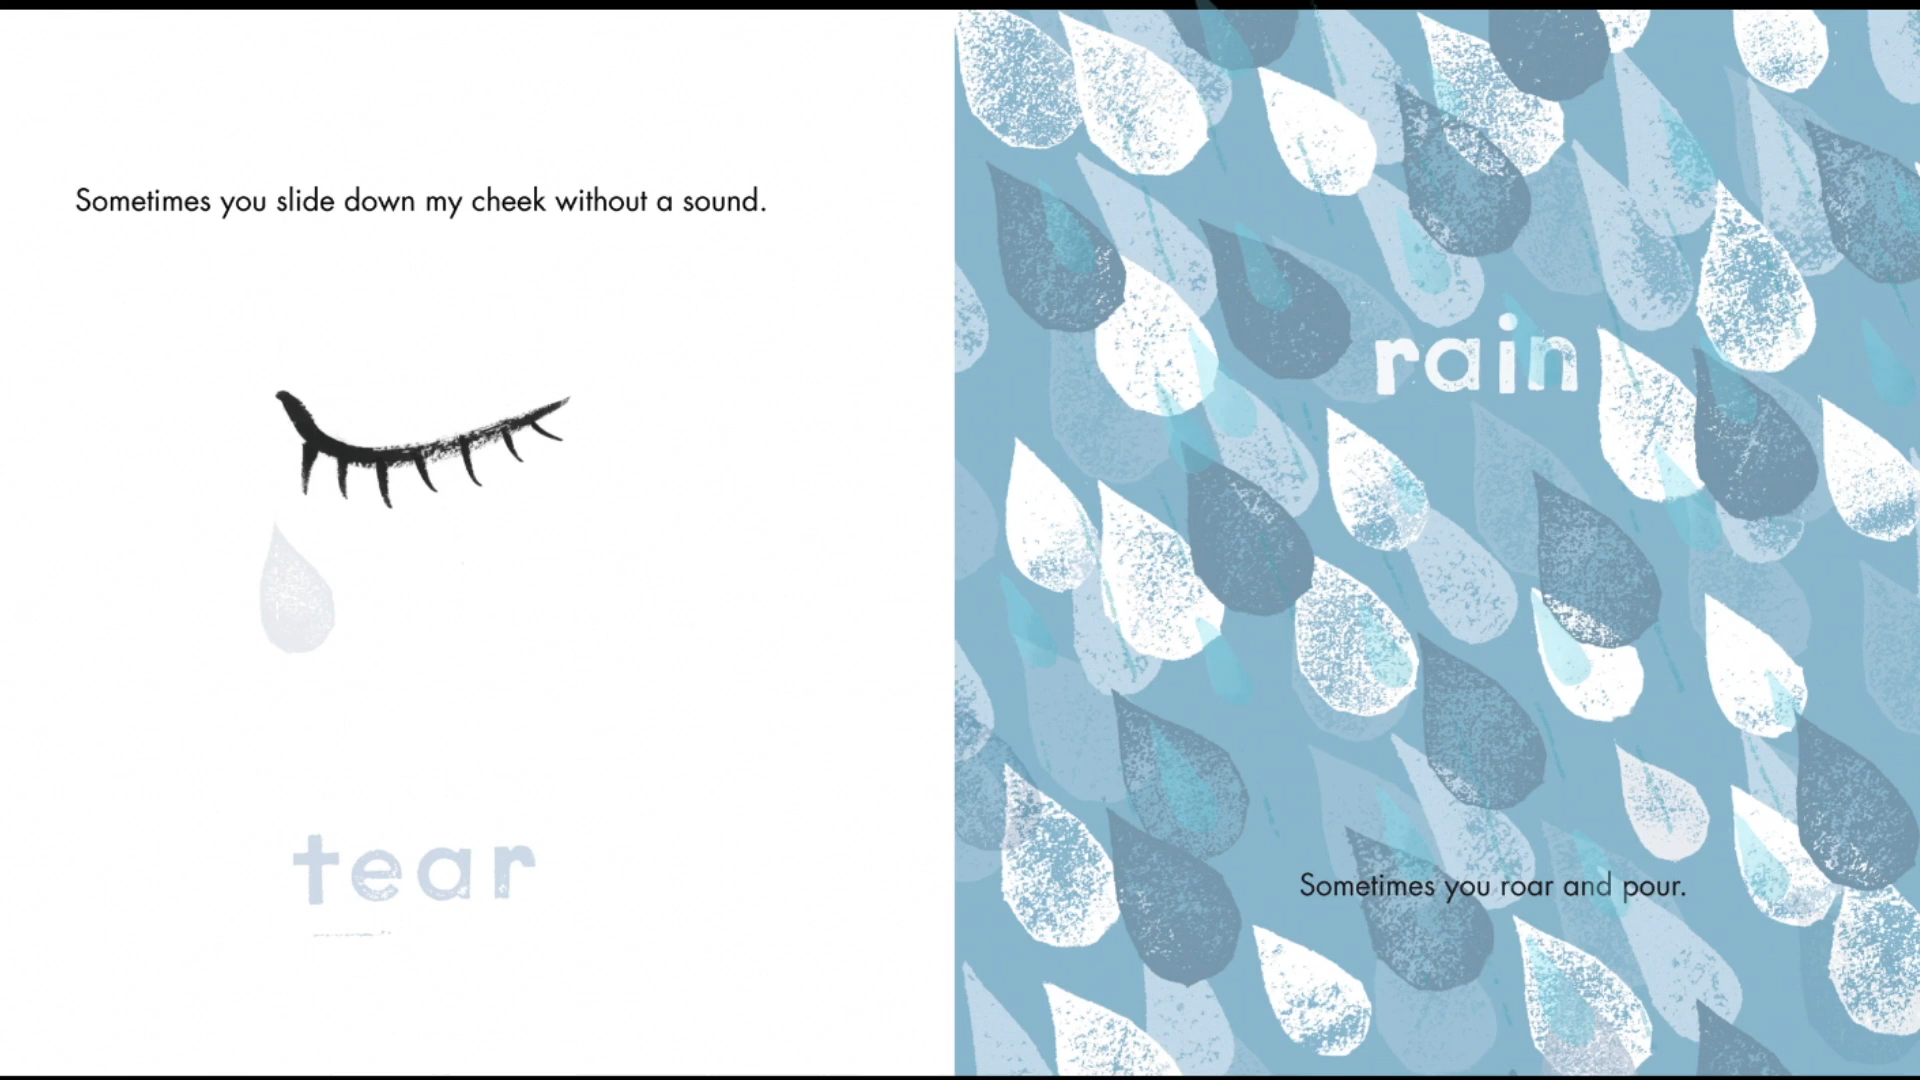 Sometimes you slide down my cheek without a sound.
tear
rain
Sometimes you roar and pour.